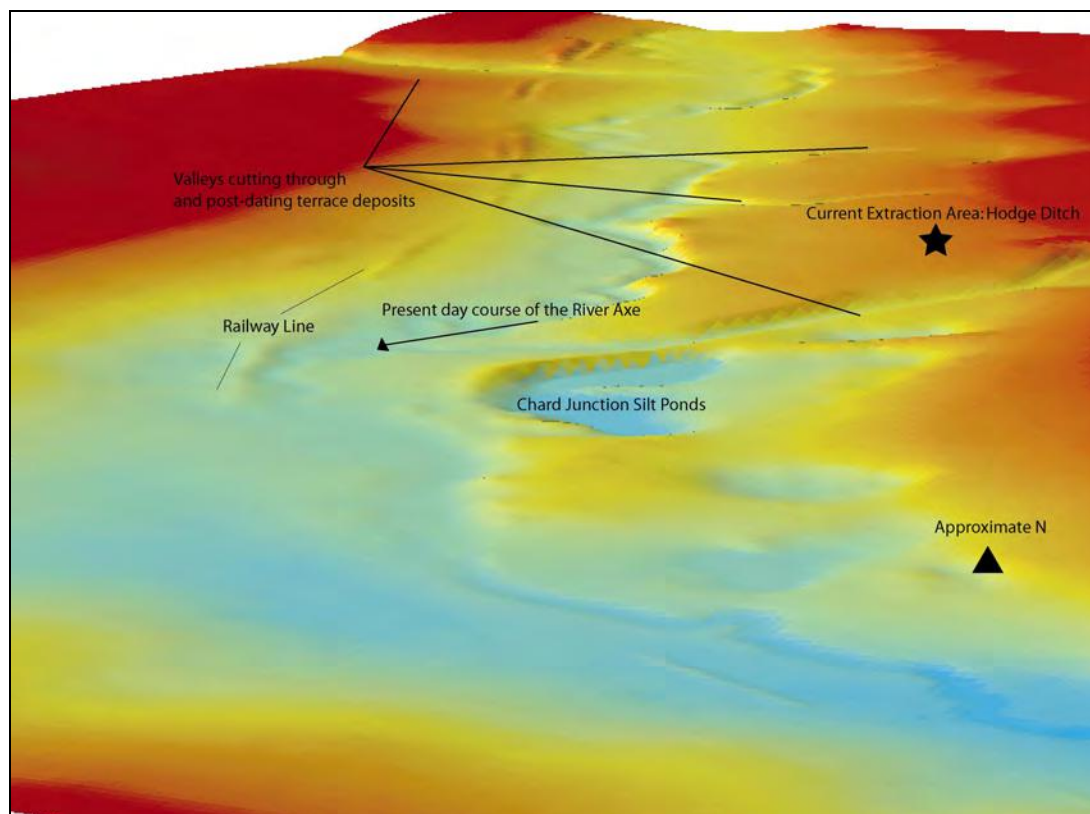 Valleys cutting through
and post-dating terrace deposits
Current Extraction Area: Hodge Ditch
Present day course of the River Axe
Railway Line
Chard Junction Silt Ponds
Approximate N